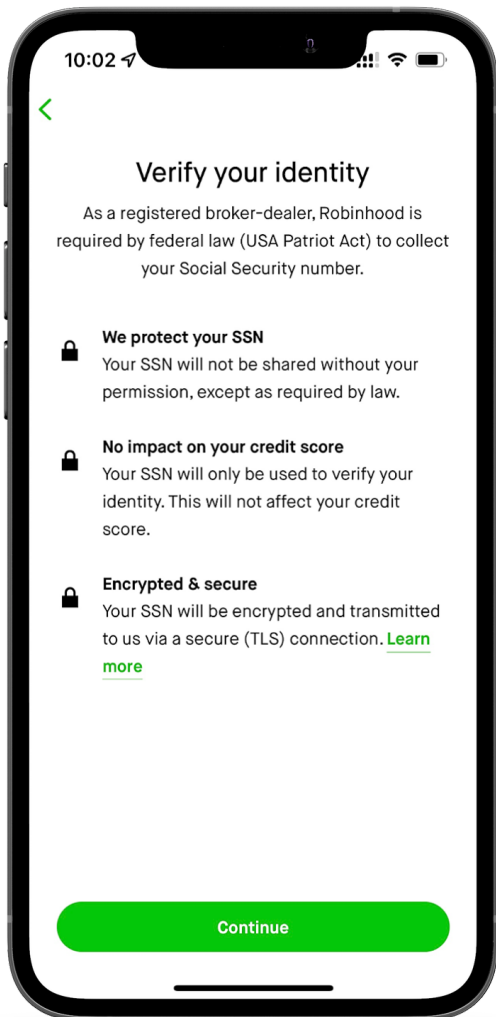 10:02
Verify your identity
As a registered broker-dealer, Robinhood is
required by federal law (USA Patriot Act) to collect
your Social Security number.
We protect your SSN
Your SSN will not be shared without your
permission, except as required by law.
No impact on your credit score
Your SSN will only be used to verify your
identity. This will not affect your credit
score.
Encrypted & secure
Your SSN will be encrypted and transmitted
to us via a secure (TLS) connection. Learn
more
Continue